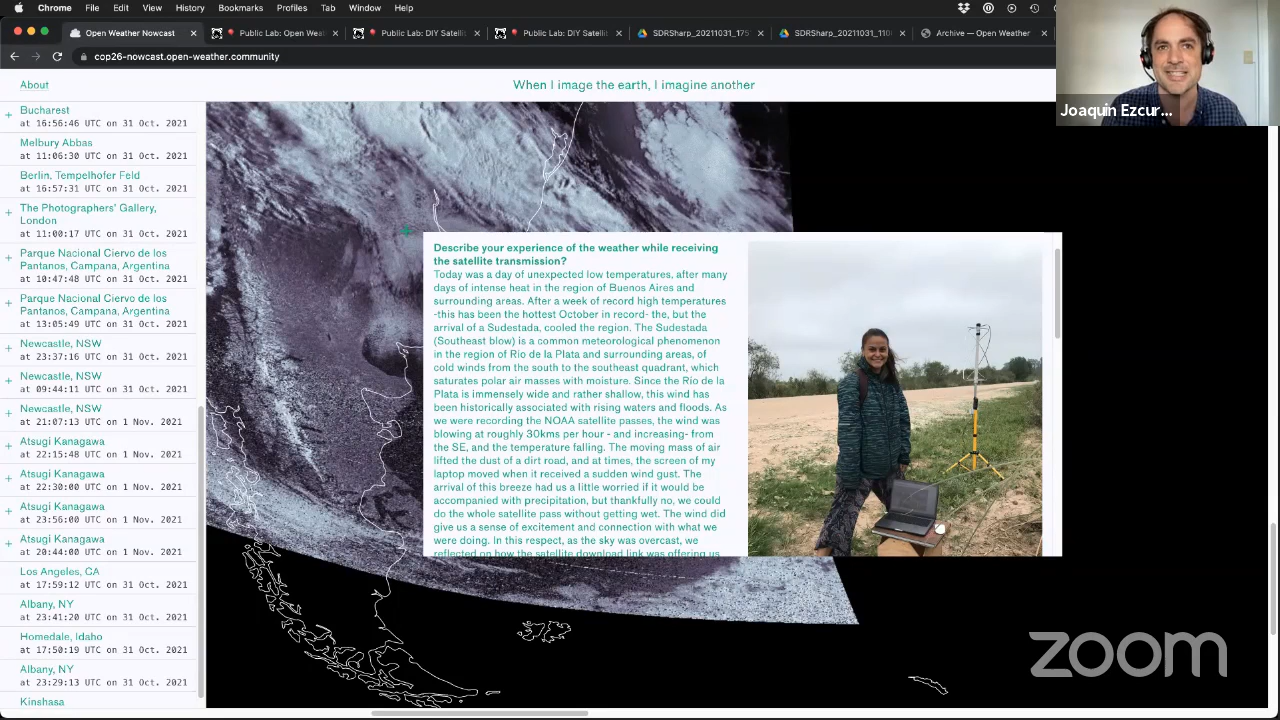 Chrome File Edit View History Bookmarks Profiles Tab Window Help
Open Weather Nowcast
Public Lab: Open Wea
Public Lab: DIY Satellit
Public Lab: DIY Satellit
SDRSharp_20211031_175
SDRSharp_20211031_110
Archive — Open Weather
cop26-nowcast.open-weather.community
Joaquin Ezcur...
About
When I image the earth, I imagine another
Bucharest
at 16:56:46 UTC on 31 Oct. 2021
Melbury Abbas
at 11:06:30 UTC on 31 Oct. 2021
Berlin, Tempelhofer Feld
at 16:57:31 UTC on 31 Oct. 2021
The Photographers' Gallery,
London
at 11:00:17 UTC on 31 Oct. 2021
Parque Nacional Ciervo de los
Pantanos, Campana, Argentina
at 10:47:48 UTC on 31 Oct. 2021
Parque Nacional Ciervo de los
Pantanos, Campana, Argentina
at 13:05:49 UTC on 31 Oct. 2021
Newcastle, NSW
at 23:37:16 UTC on 31 Oct. 2021
Newcastle, NSW
at 09:44:11 UTC on 31 Oct. 2021
Newcastle, NSW
at 21:07:13 UTC on 1 Nov. 2021
Atsugi Kanagawa
at 22:15:48 UTC on 1 Nov. 2021
Atsugi Kanagawa
at 22:30:00 UTC on 1 Nov. 2021
Atsugi Kanagawa
at 23:56:00 UTC on 1 Nov. 2021
Atsugi Kanagawa
at 20:44:00 UTC on 1 Nov. 2021
Los Angeles, CA
at 17:59:12 UTC on 31 Oct. 2021
Albany, NY
at 23:41:20 UTC on 31 Oct. 2021
Homedale, Idaho
at 17:50:19 UTC on 31 Oct. 2021
Albany, NY
at 23:29:13 UTC on 31 Oct. 2021
Kinshasa
Describe your experience of the weather while receiving
the satellite transmission?
Today was a day of unexpected low temperatures, after many
days of intense heat in the region of Buenos Aires and
surrounding areas. After a week of record high temperatures
-this has been the hottest October in record- the, but the
arrival of a Sudestada, cooled the region. The Sudestada
(Southeast blow) is a common meteorological phenomenon
in the region of Rio de la Plata and surrounding areas, of
cold winds from the south to the southeast quadrant, which
saturates polar air masses with moisture. Since the Rio de la
Plata is immensely wide and rather shallow, this wind has
been historically associated with rising waters and floods. As
we were recording the NOAA satellite passes, the wind was
blowing at roughly 30kms per hour - and increasing- from
the SE, and the temperature falling. The moving mass of air
lifted the dust of a dirt road, and at times, the screen of my
laptop moved when it received a sudden wind gust. The
arrival of this breeze had us a little worried if it would be
accompanied with precipitation, but thankfully no, we could
do the whole satellite pass without getting wet. The wind did
give us a sense of excitement and connection with what we
were doing. In this respect, as the sky was overcast, we
reflected on how the satellite download link was offering us
zoom